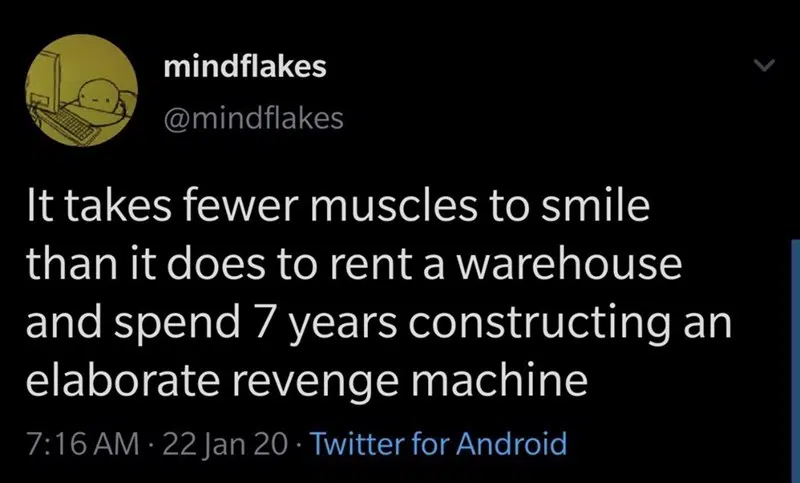 mindflakes
@mindflakes
It takes fewer muscles to smile
than it does to rent a warehouse
and spend 7 years constructing an
elaborate revenge machine
7:16 AM · 22 Jan 20 · Twitter for Android